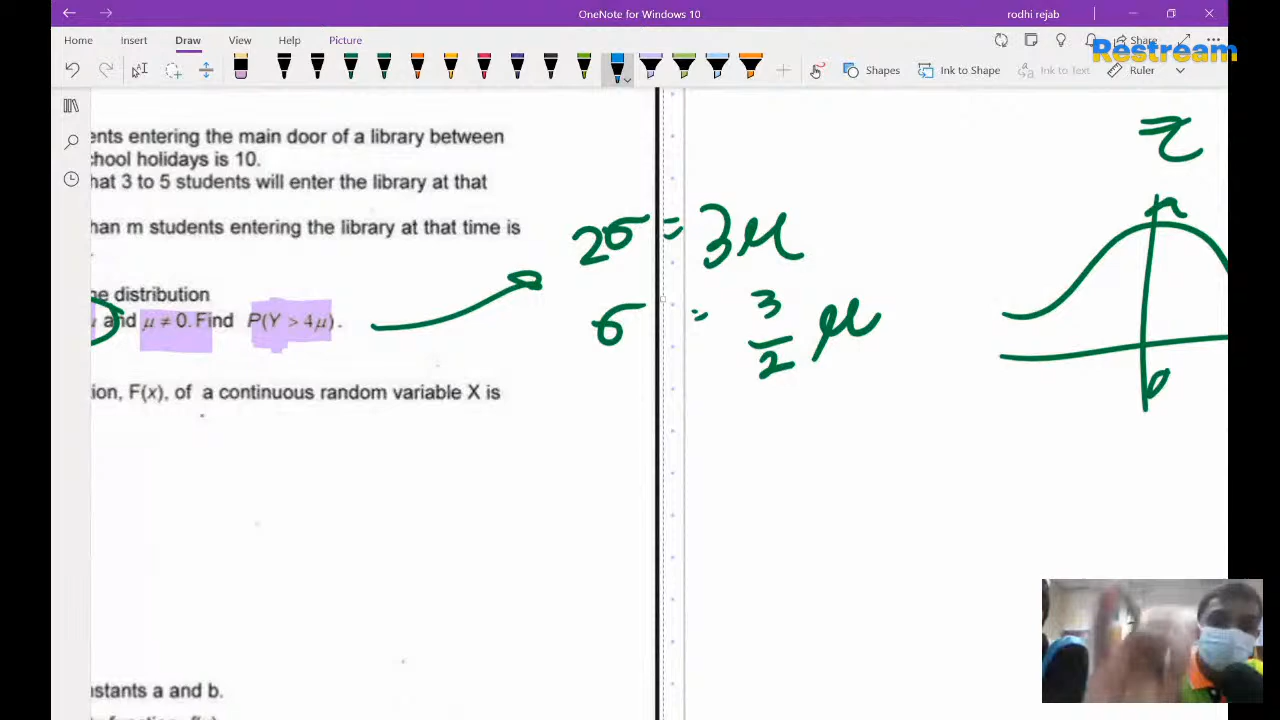 OneNote for Windows 10
rodhi rejab
Home Insert Draw View Help Picture
Share
Restream
Shapes Ink to Shape Ink to Text Ruler
ents entering the main door of a library between
chool holidays is 10.
hat 3 to 5 students will enter the library at that
han m students entering the library at that time is
ne distribution
and μ ≠ 0. Find P(Y > 4μ).
ion, F(x), of a continuous random variable X is
nstants a and b.
2σ = 3μ
σ = 3/2 μ
Z
μ
0